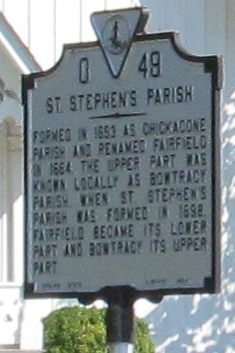 O 48
ST. STEPHEN'S PARISH
FORMED IN 1653 AS CHICKACONE
PARISH AND RENAMED FAIRFIELD
IN 1664, THE UPPER PART WAS
KNOWN LOCALLY AS BOWTRACY
PARISH. WHEN ST. STEPHEN'S
PARISH WAS FORMED IN 1698,
FAIRFIELD BECAME ITS LOWER
PART AND BOWTRACY ITS UPPER
PART.